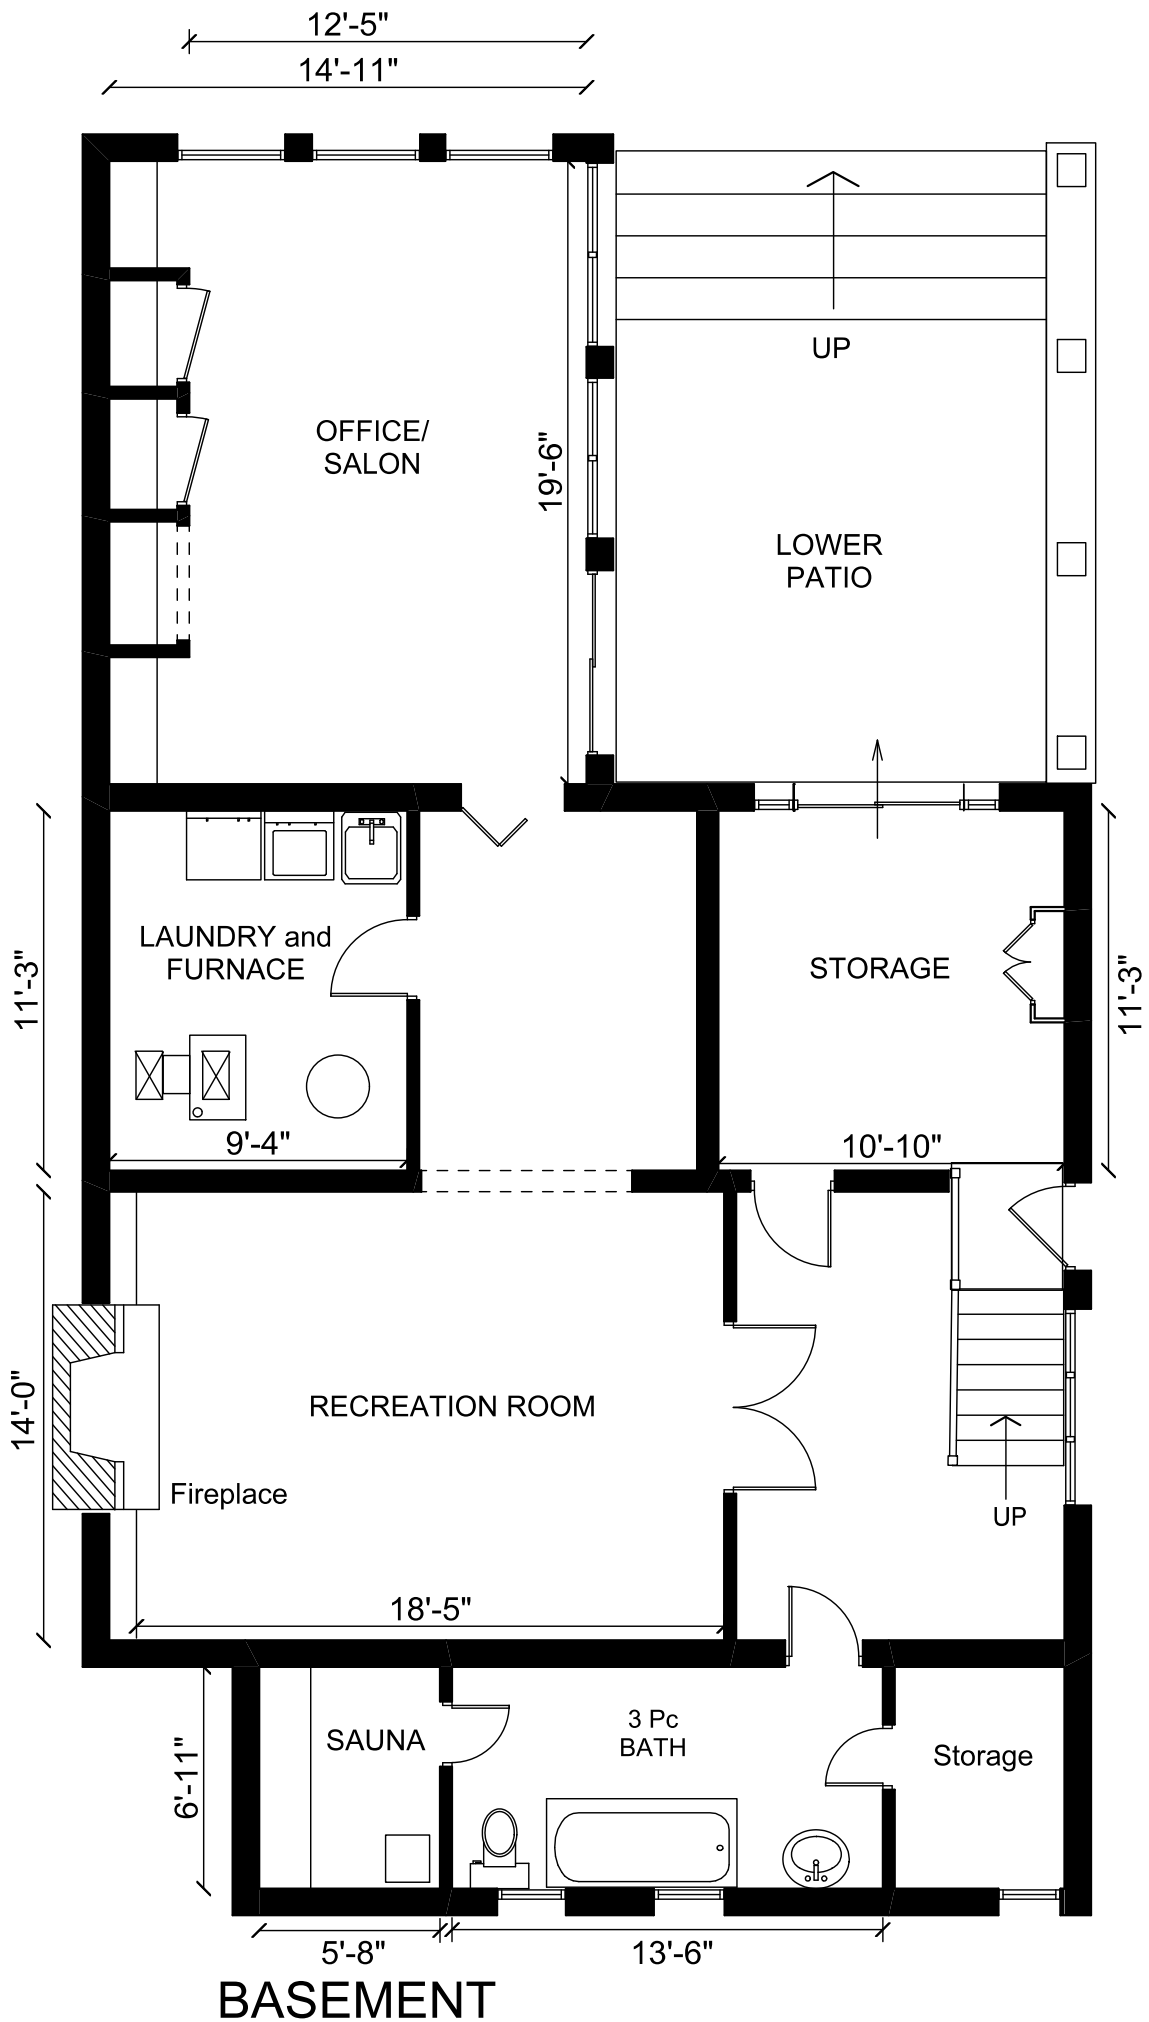 12'-5"
14'-11"
UP
OFFICE/
SALON
19'-6"
LOWER
PATIO
LAUNDRY and
FURNACE
STORAGE
11'-3"
11'-3"
9'-4"
10'-10"
14'-0"
RECREATION ROOM
Fireplace
UP
18'-5"
3 Pc
BATH
SAUNA
Storage
6'-11"
5'-8"
13'-6"
BASEMENT